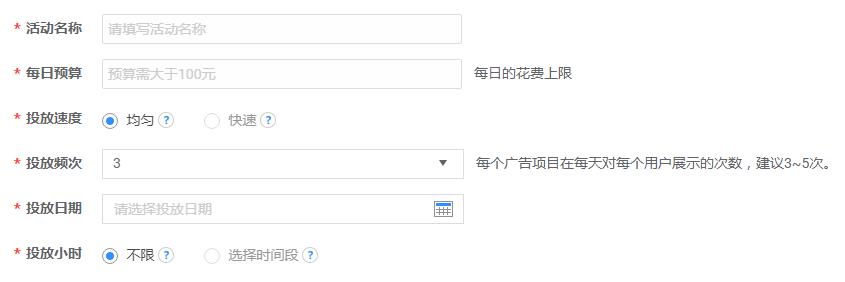 * 活动名称 请填写活动名称
* 每日预算 预算需大于100元 每日的花费上限
* 投放速度 均匀 ? 快速 ?
* 投放频次 3 每个广告项目在每天对每个用户展示的次数，建议3~5次。
* 投放日期 请选择投放日期
* 投放小时 不限 ? 选择时间段 ?